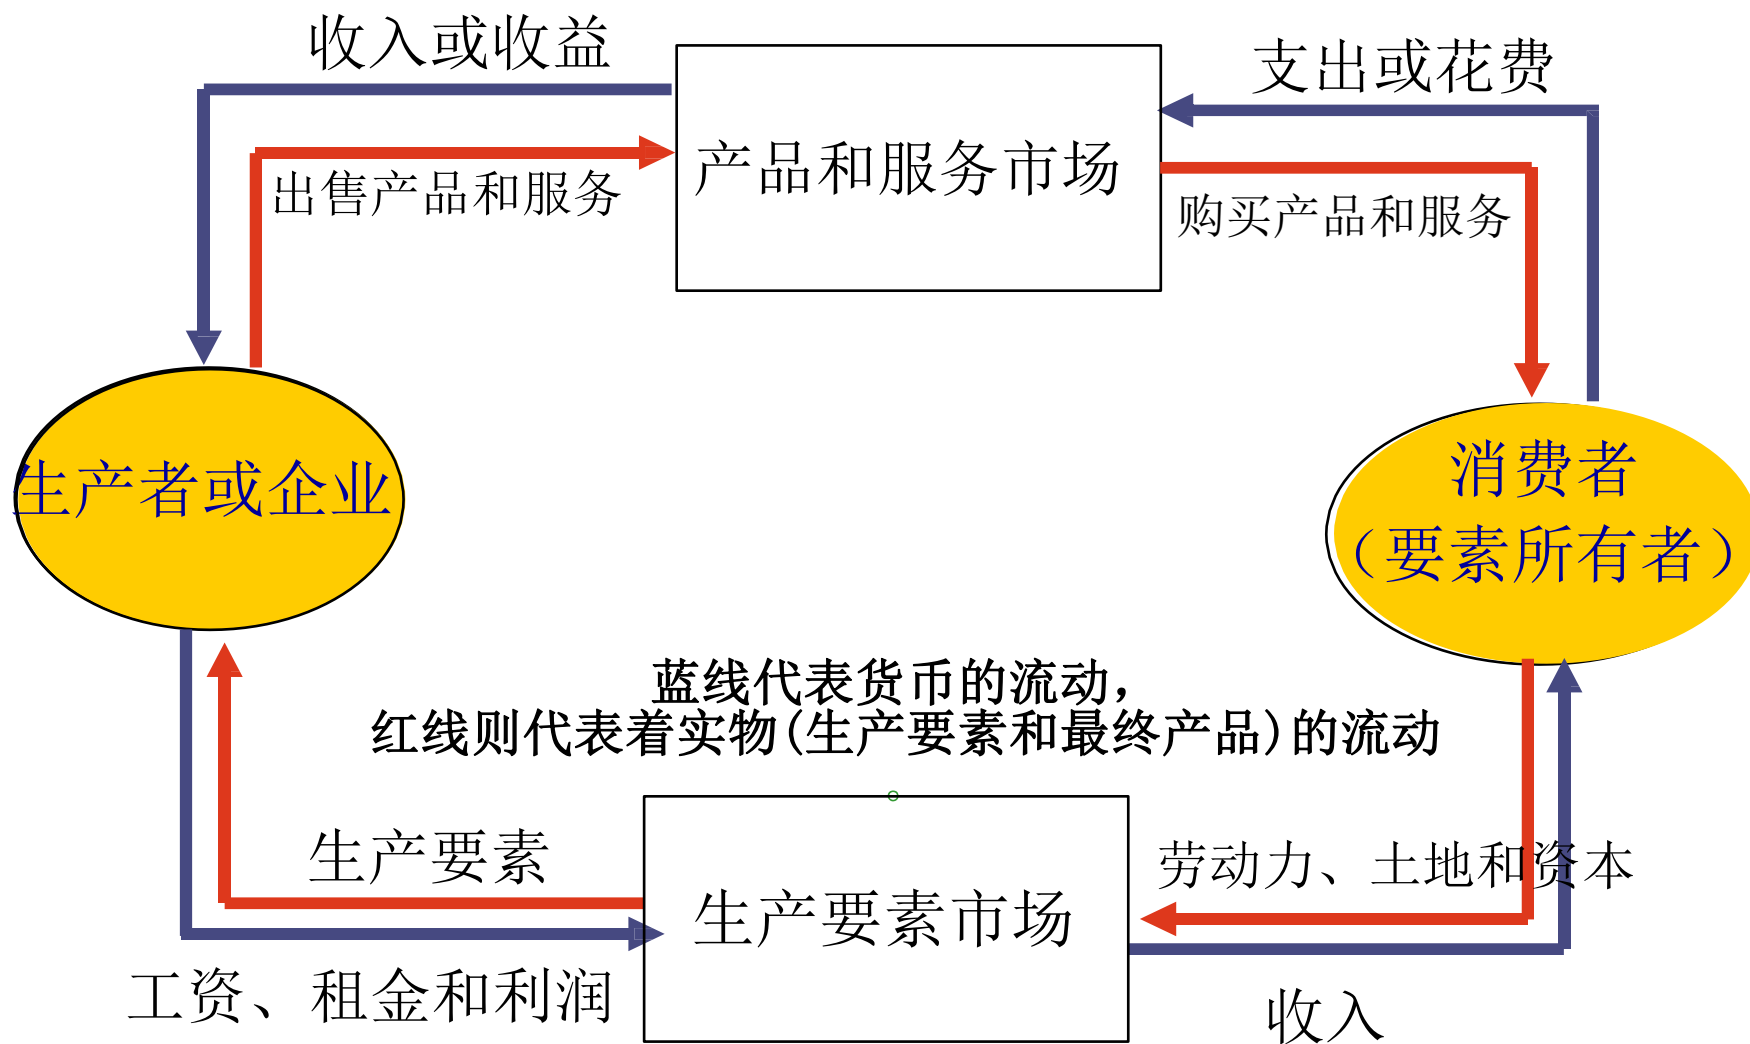 收入或收益
支出或花费
产品和服务市场
出售产品和服务
购买产品和服务
生产者或企业
消费者
（要素所有者）
蓝线代表货币的流动，
红线则代表着实物(生产要素和最终产品)的流动
生产要素
劳动力、土地和资本
生产要素市场
工资、租金和利润
收入